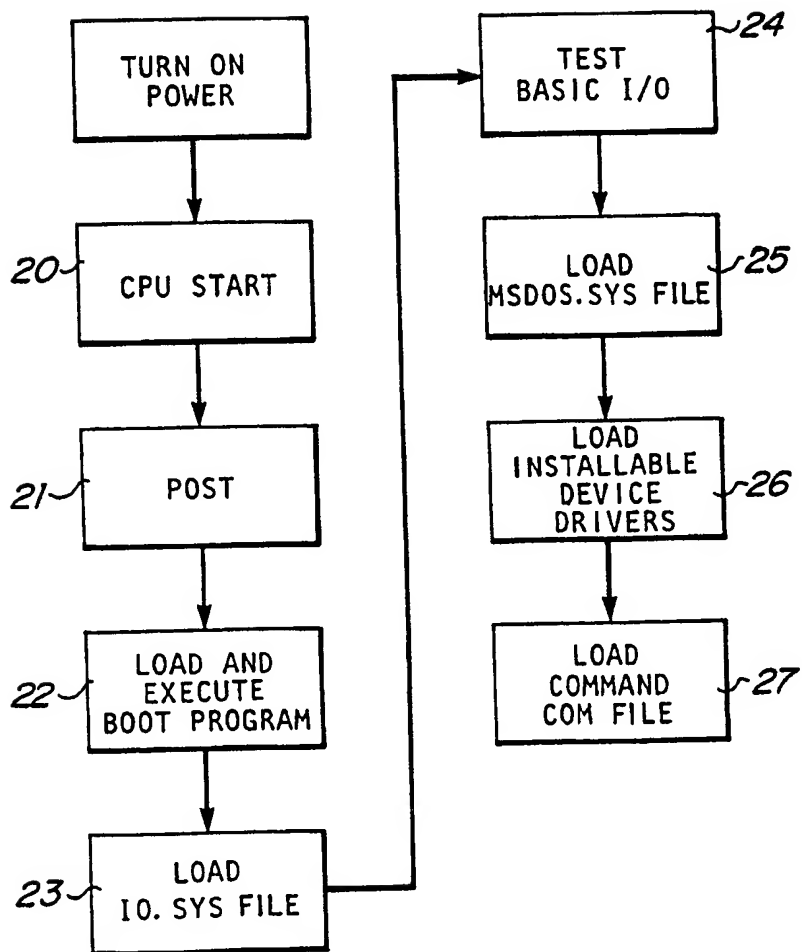 TURN ON
POWER
20
CPU START
21
POST
22
LOAD AND
EXECUTE
BOOT PROGRAM
23
LOAD
IO.SYS FILE
24
TEST
BASIC I/O
25
LOAD
MSDOS.SYS FILE
26
LOAD
INSTALLABLE
DEVICE
DRIVERS
27
LOAD
COMMAND
COM FILE